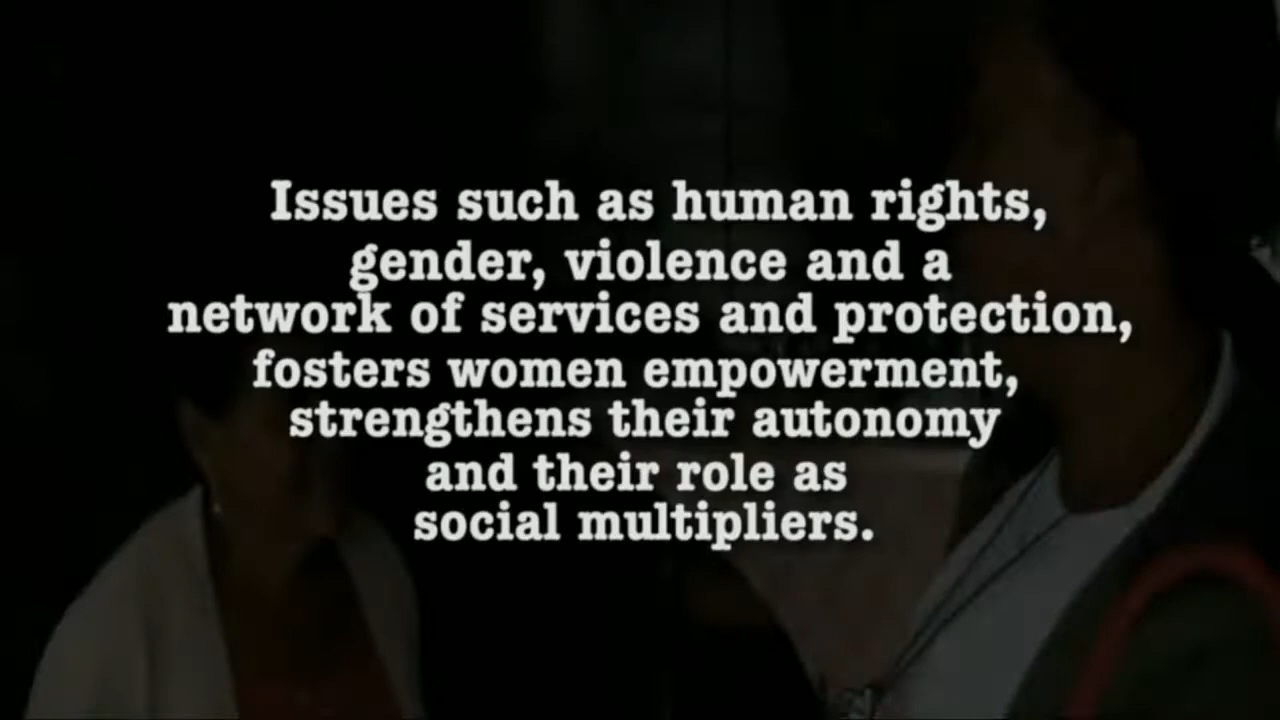 Issues such as human rights,
gender, violence and a
network of services and protection,
fosters women empowerment,
strengthens their autonomy
and their role as
social multipliers.